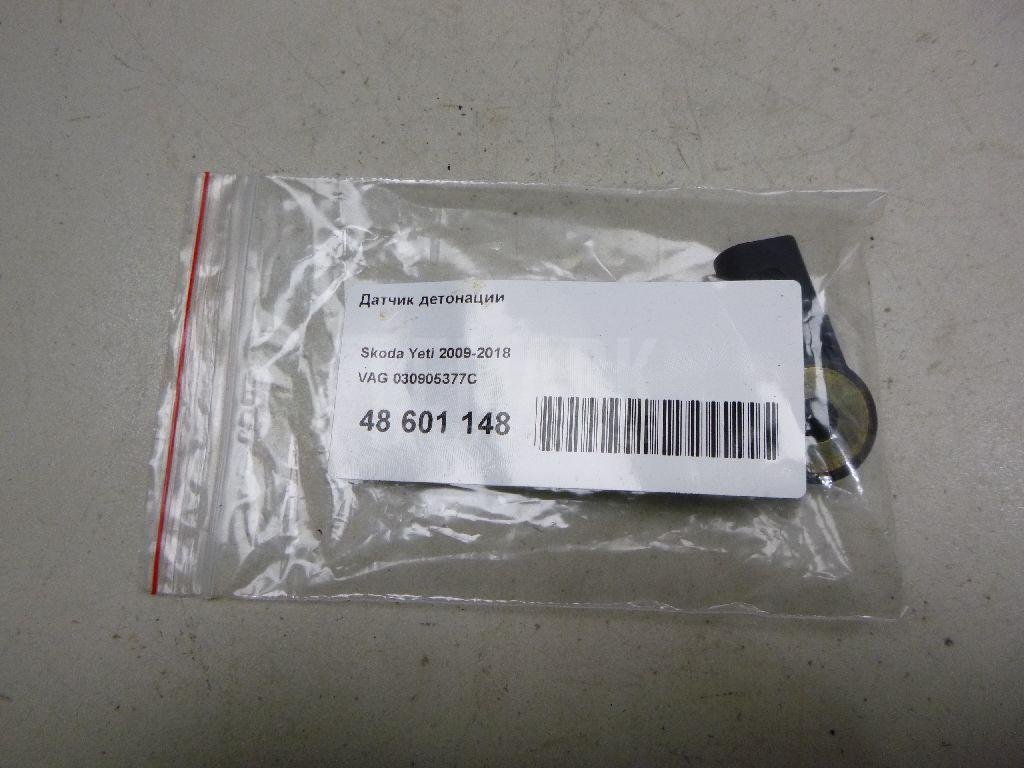 Датчик детонации
Skoda Yeti 2009-2018
VAG 030905377C
48 601 148